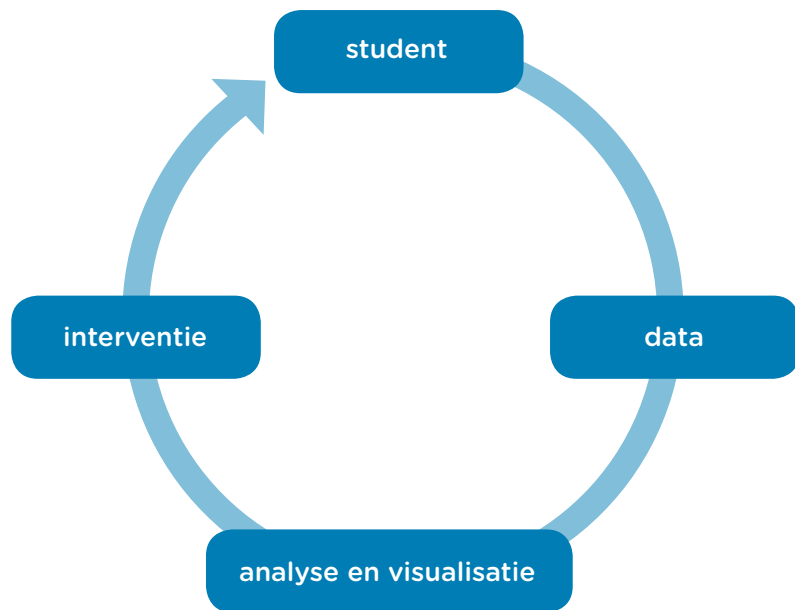 student
data
analyse en visualisatie
interventie